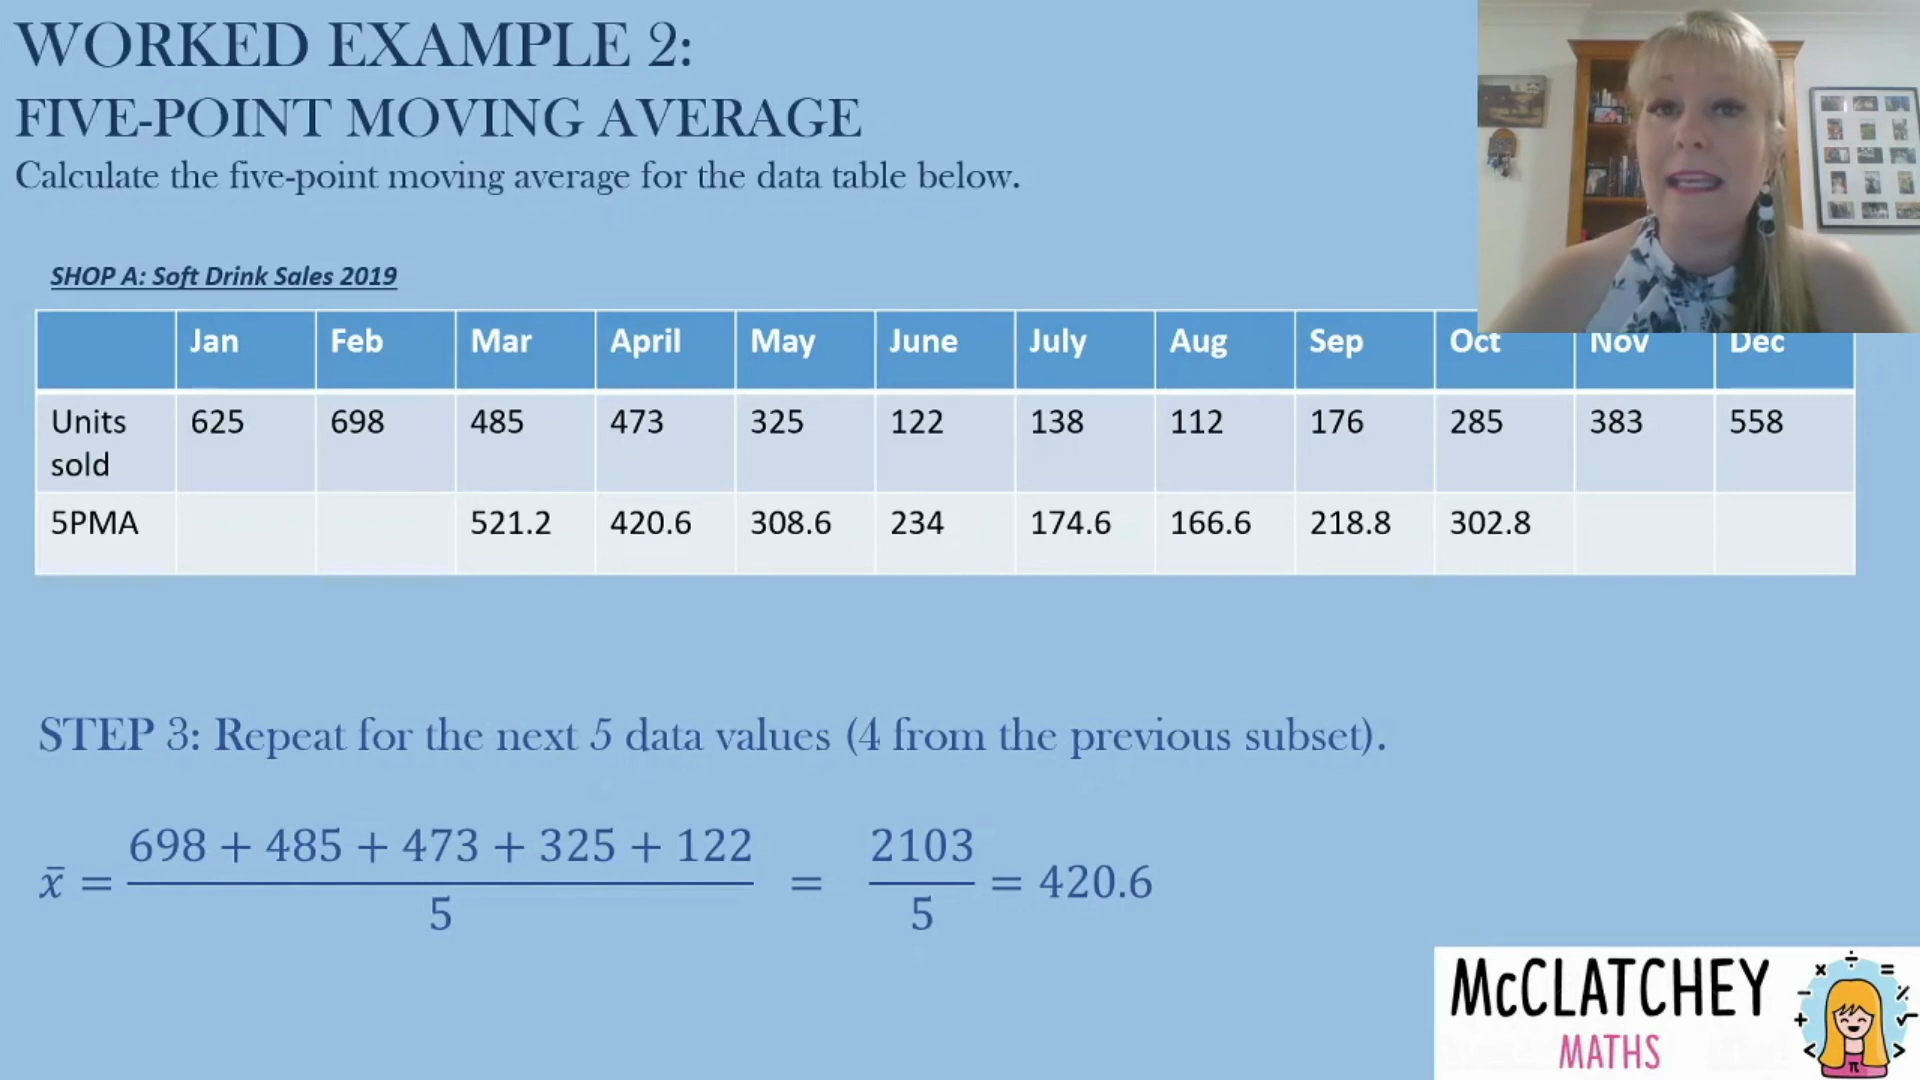 WORKED EXAMPLE 2:
FIVE-POINT MOVING AVERAGE
Calculate the five-point moving average for the data table below.
SHOP A: Soft Drink Sales 2019
Jan Feb Mar April May June July Aug Sep Oct Nov Dec
Units sold 625 698 485 473 325 122 138 112 176 285 383 558
5PMA 521.2 420.6 308.6 234 174.6 166.6 218.8 302.8
STEP 3: Repeat for the next 5 data values (4 from the previous subset).
x̄ = (698 + 485 + 473 + 325 + 122)/5 = 2103/5 = 420.6
McCLATCHEY
MATHS